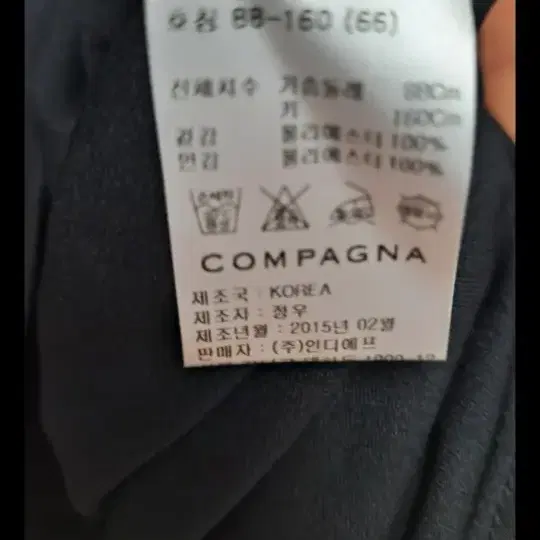 호칭 88-160 (66)
신체치수 가슴둘레 88Cm
키 160Cm
겉감 폴리에스터 100%
안감 폴리에스터 100%
COMPAGNA
제조국 : KOREA
제조자 : 정우
제조년월 : 2015년 02월
판매자 : (주)인디에프